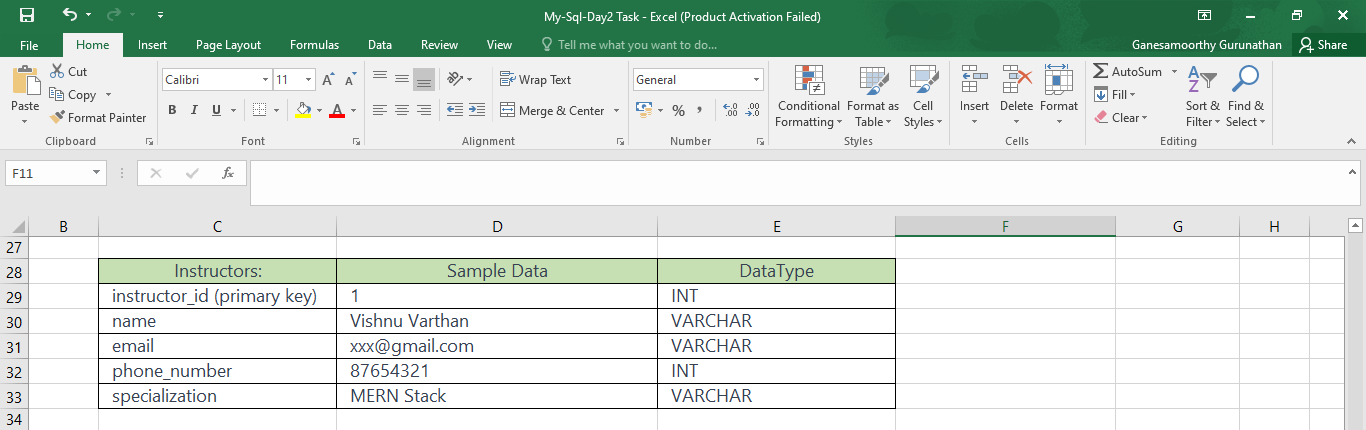 My-Sql-Day2 Task - Excel (Product Activation Failed)
File Home Insert Page Layout Formulas Data Review View Tell me what you want to do... Ganesamoorthy Gurunathan Share
Paste
Cut
Copy
Format Painter
Clipboard
Calibri 11
B I U A
Font
Wrap Text
Merge & Center
Alignment
General
% , .00 .0
Number
Conditional Formatting
Format as Table
Cell Styles
Styles
Insert Delete Format
Cells
AutoSum
Fill
Clear
Sort & Filter
Find & Select
Editing
F11 fx
B C D E F G H
27
28 Instructors: Sample Data DataType
29 instructor_id (primary key) 1 INT
30 name Vishnu Varthan VARCHAR
31 email xxx@gmail.com VARCHAR
32 phone_number 87654321 INT
33 specialization MERN Stack VARCHAR
34